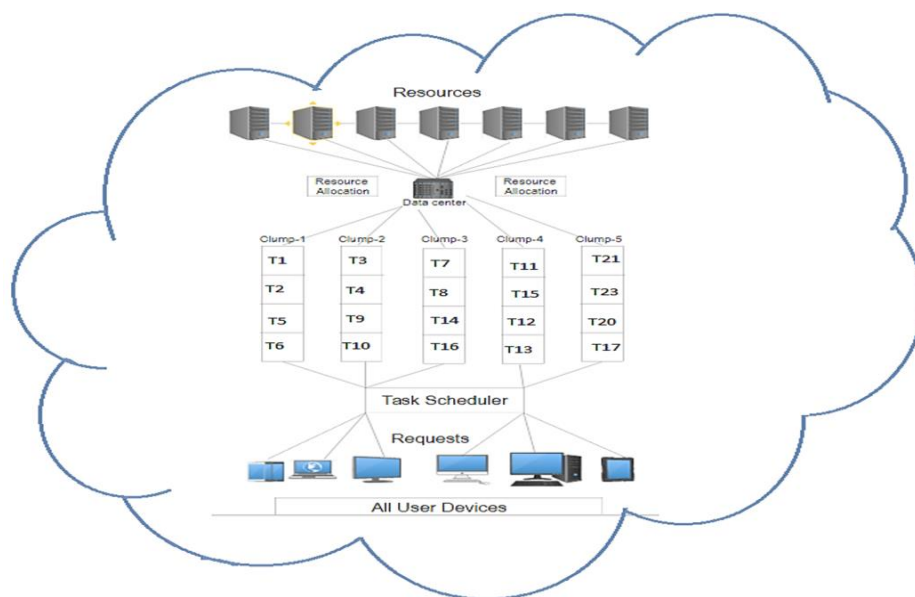 Resources
Resource Allocation Resource Allocation
Data center
Clump-1 Clump-2 Clump-3 Clump-4 Clump-5
T1 T3 T7 T11 T21
T2 T4 T8 T15 T23
T5 T9 T14 T12 T20
T6 T10 T16 T13 T17
Task Scheduler
Requests
All User Devices